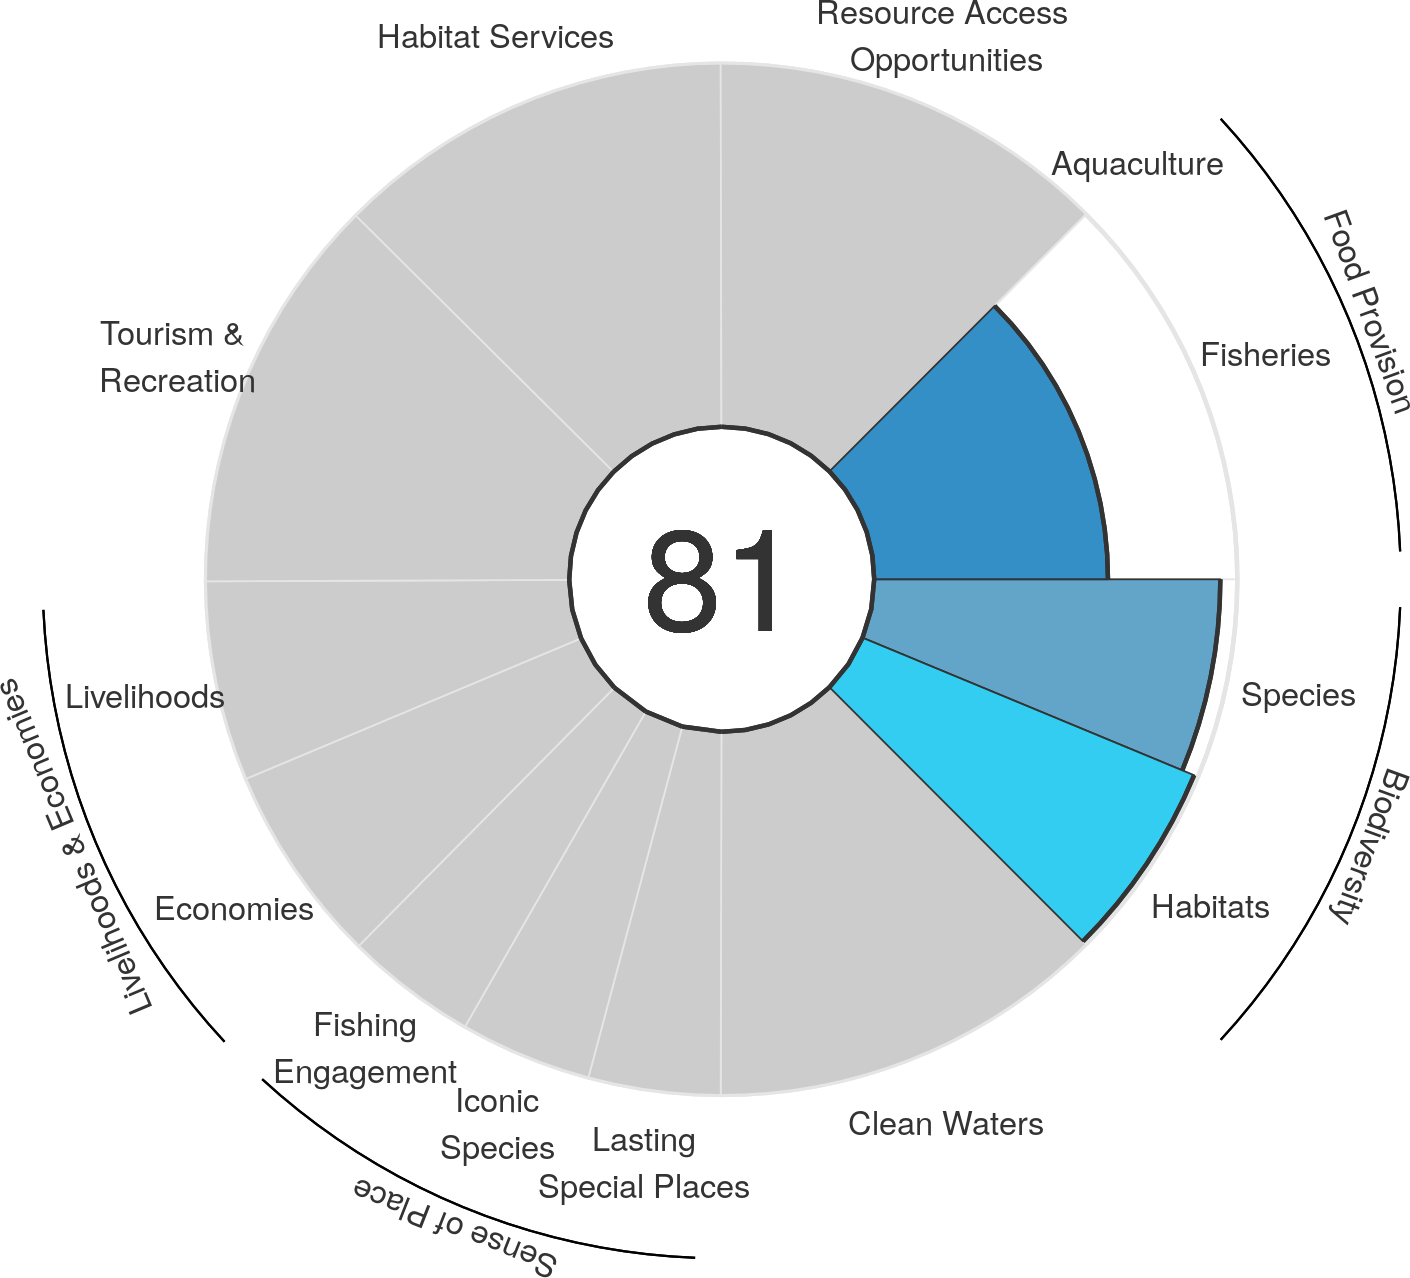 Resource Access
Opportunities
Habitat Services
Aquaculture
Food Provision
Fisheries
Tourism &
Recreation
81
Species
Livelihoods
Livelihoods & Economies
Biodiversity
Habitats
Economies
Fishing
Engagement
Iconic
Species
Lasting
Special Places
Clean Waters
Sense of Place